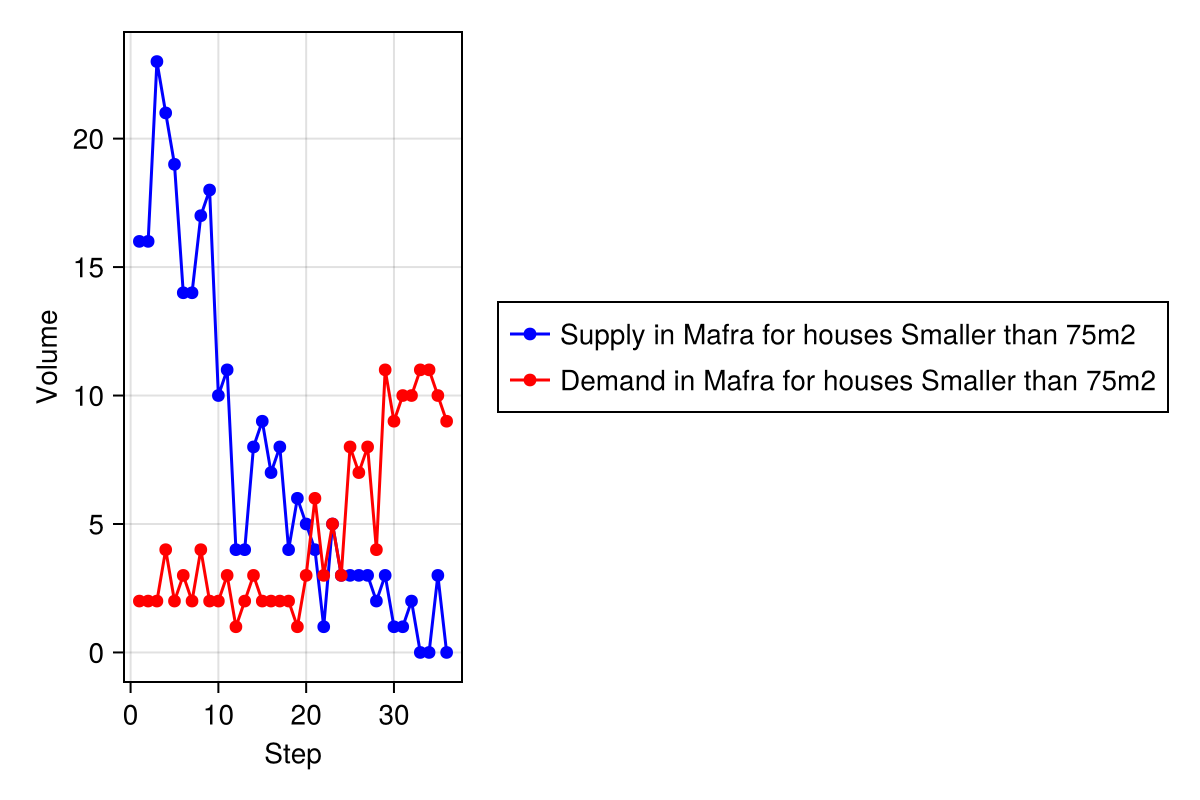 20
15
10
5
0
Volume
0 10 20 30
Step
Supply in Mafra for houses Smaller than 75m2
Demand in Mafra for houses Smaller than 75m2